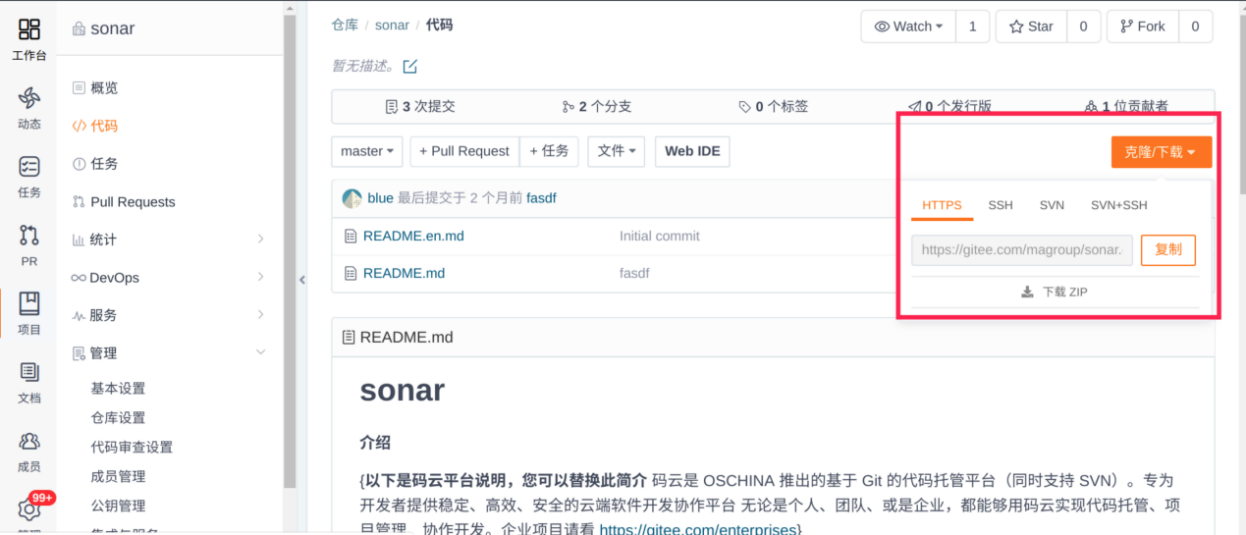 工作台
动态
任务
PR
项目
文档
成员
99+
sonar
概览
代码
任务
Pull Requests
统计
DevOps
服务
管理
基本设置
仓库设置
代码审查设置
成员管理
公钥管理
仓库 / sonar / 代码
Watch 1 Star 0 Fork 0
暂无描述。
3 次提交 2 个分支 0 个标签 0 个发行版 1 位贡献者
master + Pull Request + 任务 文件 Web IDE 克隆/下载
blue 最后提交于 2 个月前 fasdf
README.en.md Initial commit
README.md fasdf
HTTPS SSH SVN SVN+SSH
https://gitee.com/magroup/sonar. 复制
下载 ZIP
README.md
sonar
介绍
{以下是码云平台说明，您可以替换此简介 码云是 OSCHINA 推出的基于 Git 的代码托管平台（同时支持 SVN）。专为
开发者提供稳定、高效、安全的云端软件开发协作平台 无论是个人、团队、或是企业，都能够用码云实现代码托管、项
目管理、协作开发。企业项目请看 https://gitee.com/enterprises}